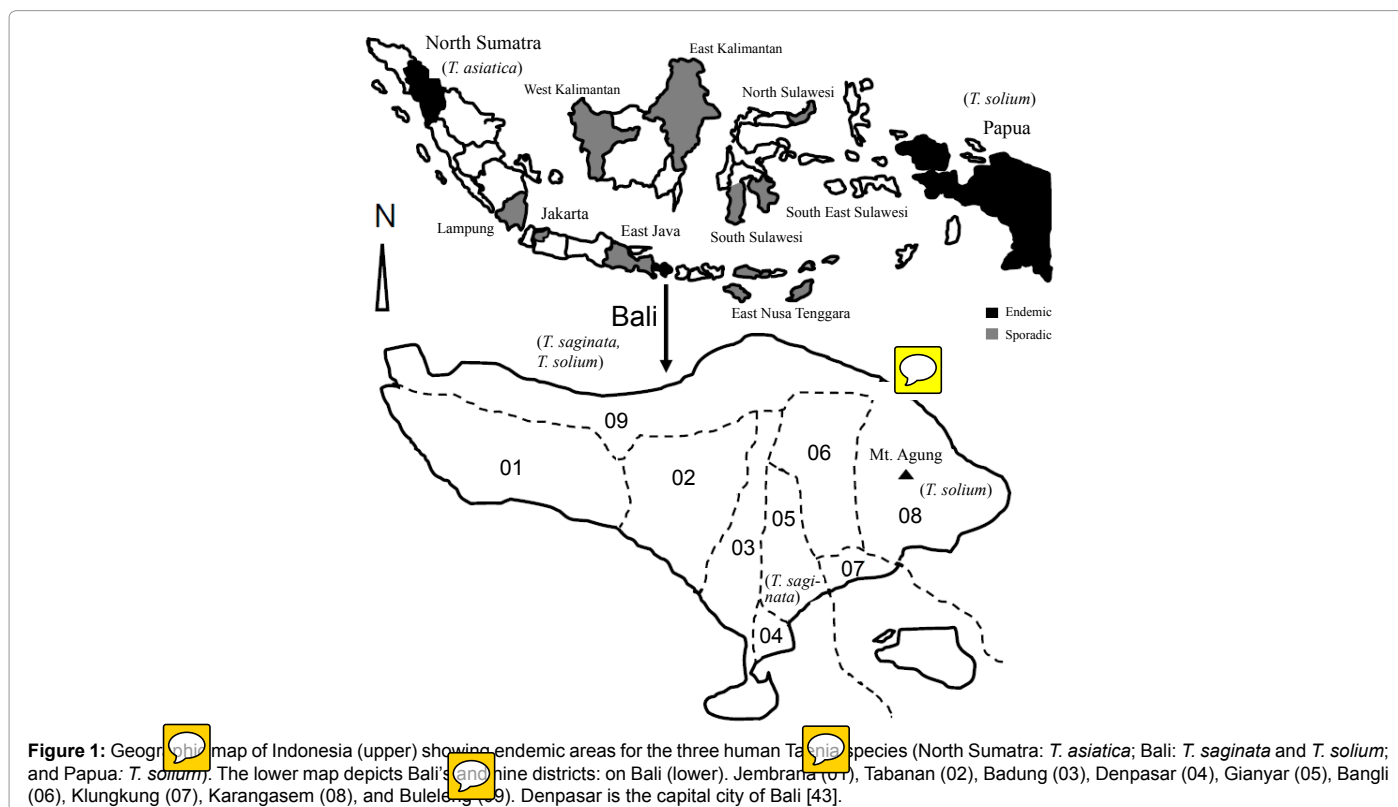 North Sumatra
(T. asiatica)
East Kalimantan
West Kalimantan
North Sulawesi
(T. solium)
Papua
N
Lampung
Jakarta
East Java
South Sulawesi
South East Sulawesi
East Nusa Tenggara
Endemic
Sporadic
Bali
(T. saginata,
T. solium)
09
01
02
06
Mt. Agung
(T. solium)
08
05
03
07
(T. sagi-
nata)
04
Figure 1: Geographic map of Indonesia (upper) showing endemic areas for the three human Taenia species (North Sumatra: T. asiatica; Bali: T. saginata and T. solium;
and Papua: T. solium). The lower map depicts Bali's and nine districts: on Bali (lower). Jembrana (01), Tabanan (02), Badung (03), Denpasar (04), Gianyar (05), Bangli
(06), Klungkung (07), Karangasem (08), and Buleleng (09). Denpasar is the capital city of Bali [43].